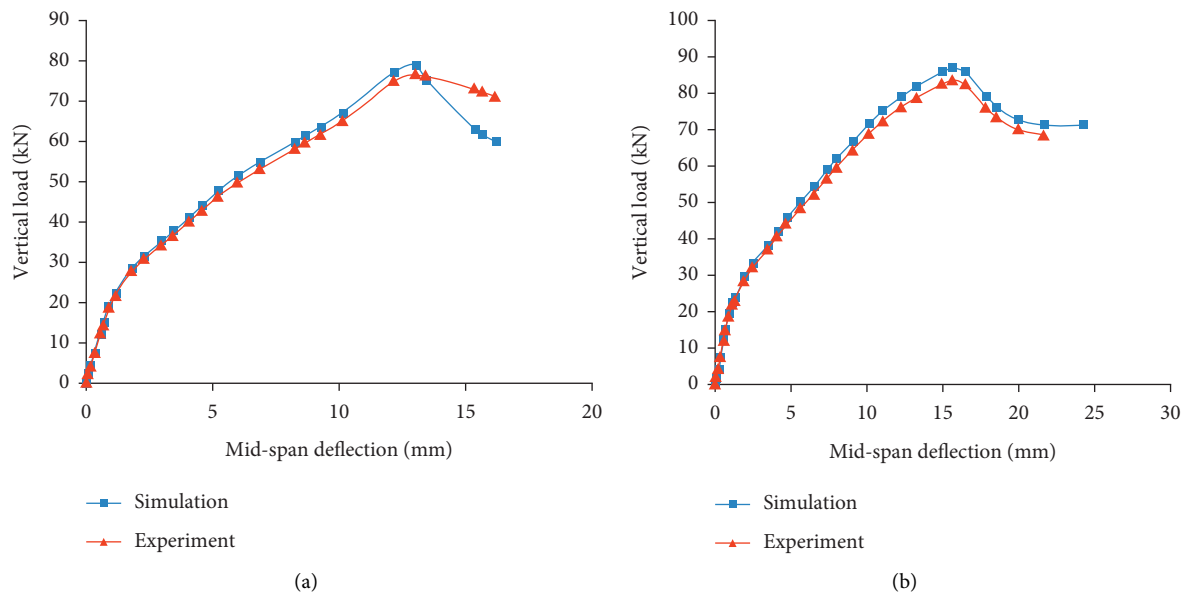 90
80
70
60
50
40
30
20
10
0
Vertical load (kN)
0 5 10 15 20
Mid-span deflection (mm)
Simulation
Experiment
(a)
100
90
80
70
60
50
40
30
20
10
0
Vertical load (kN)
0 5 10 15 20 25 30
Mid-span deflection (mm)
Simulation
Experiment
(b)